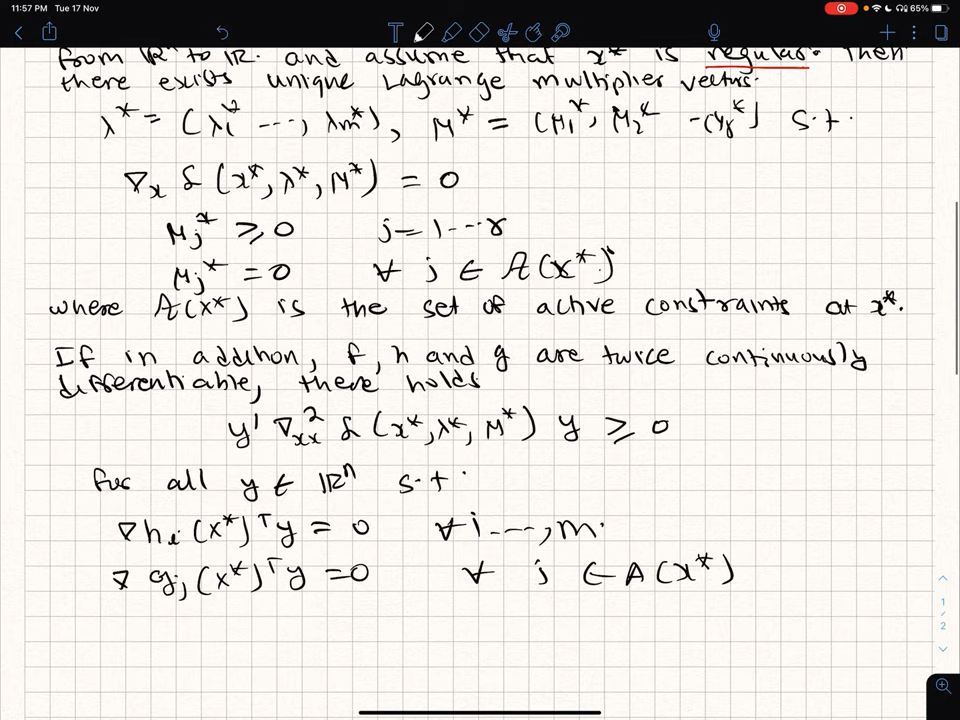 11:57 PM Tue 17 Nov
65%
from ℝⁿ to ℝ. and assume that x* is regular. Then
there exists unique Lagrange multiplier vectors.
λ* = (λ₁*, ..., λm*), μ* = (μ₁*, μ₂* - μr*) s.t.
∇x L (x*, λ*, μ*) = 0
μj* ≥ 0 j = 1 ... r
μj* = 0 ∀ j ∈ A(x*)
where A(x*) is the set of active constraints at x*.
If in addition, f, h and g are twice continuously
differentiable, there holds
y' ∇²xx L (x*, λ*, μ*) y ≥ 0
for all y ∈ ℝⁿ s.t.
∇hi (x*)ᵀy = 0 ∀ i ..., m.
∇ gj (x*)ᵀy = 0 ∀ j ∈ A (x*)
1
/
2